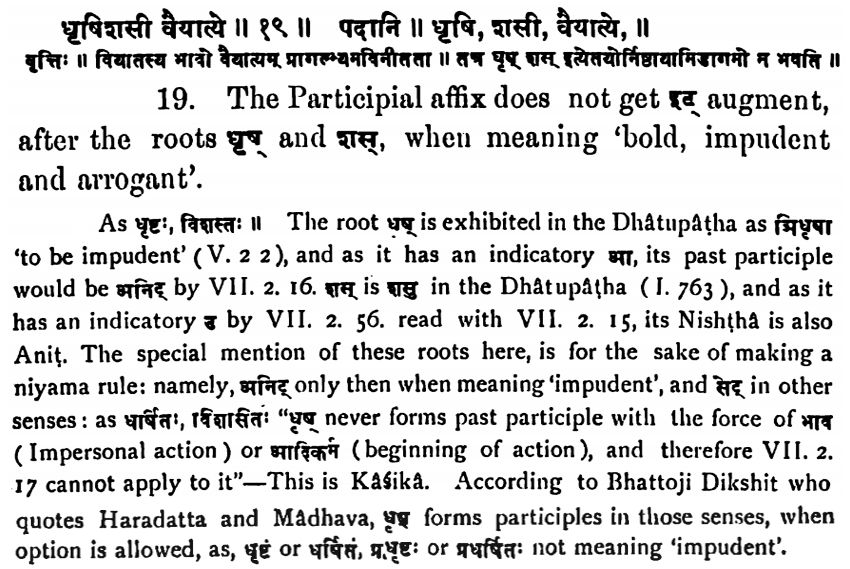 धृषिशसी वैयात्ये ॥ १९ ॥ पदानि ॥ धृषि, शसी, वैयात्ये, ॥
वृत्तिः ॥ वियातस्य भावो वैयात्यम् प्रागल्भ्यमविनीतता ॥ तत्र धृष् शस् इत्येतयोर्निष्ठायामिडागमो न भवति ॥
19. The Participial affix does not get इट् augment,
after the roots धृष् and शस्, when meaning ‘bold, impudent
and arrogant’.
As धृष्टः, विशस्तः ॥ The root धृष् is exhibited in the Dhâtupâṭha as ञिधृषा
‘to be impudent’ (V. 2 2), and as it has an indicatory आ, its past participle
would be अनिट् by VII. 2. 16. शस् is शसु in the Dhâtupâṭha ( I. 763 ), and as it
has an indicatory उ by VII. 2. 56. read with VII. 2. 15, its Nishṭhâ is also
Aniṭ. The special mention of these roots here, is for the sake of making a
niyama rule: namely, अनिट् only then when meaning ‘impudent’, and सेट् in other
senses : as धर्षितः, विशसितः “धृष् never forms past participle with the force of भाव
( Impersonal action ) or आदिकर्म (beginning of action), and therefore VII. 2.
17 cannot apply to it”—This is Kâśikâ. According to Bhattoji Dikshit who
quotes Haradatta and Mâdhava, धृष् forms participles in those senses, when
option is allowed, as, धृष्टं or धर्षितं, प्रधृष्टः or प्रधर्षितः not meaning ‘impudent’.